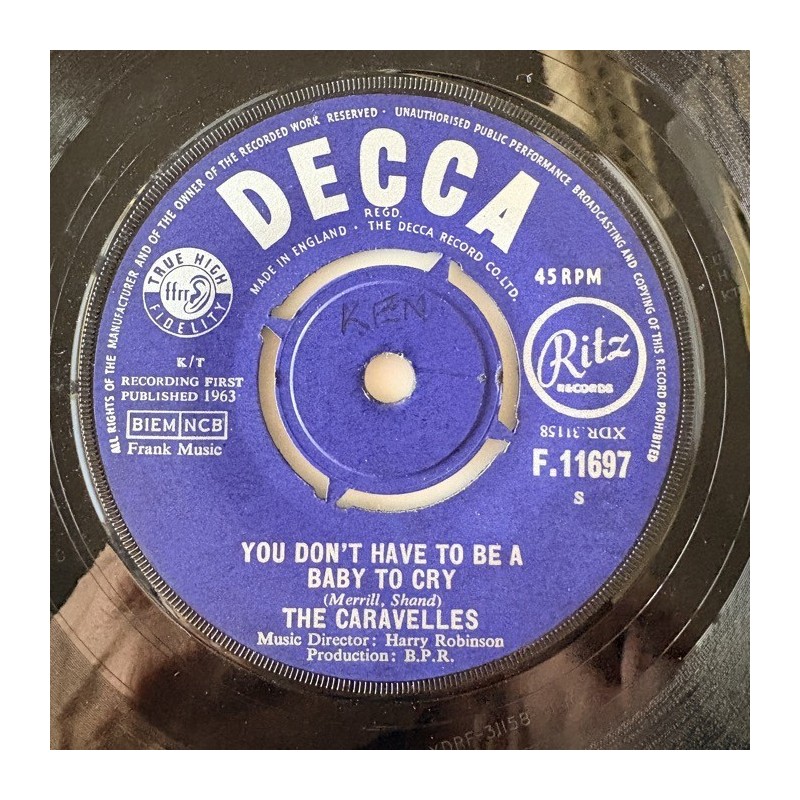 ALL RIGHTS OF THE MANUFACTURER AND OF THE OWNER OF THE RECORDED WORK RESERVED · UNAUTHORISED PUBLIC PERFORMANCE BROADCASTING AND COPYING OF THIS RECORD PROHIBITED
DECCA
REGD.
MADE IN ENGLAND · THE DECCA RECORD CO. LTD.
TRUE HIGH
ffrr
FIDELITY
45 RPM
KEN
K/T
RECORDING FIRST
PUBLISHED 1963
BIEM NCB
Frank Music
Ritz
RECORDS
XDR.31158
F.11697
S
YOU DON'T HAVE TO BE A
BABY TO CRY
(Merrill, Shand)
THE CARAVELLES
Music Director: Harry Robinson
Production: B.P.R.
XDRF-31158